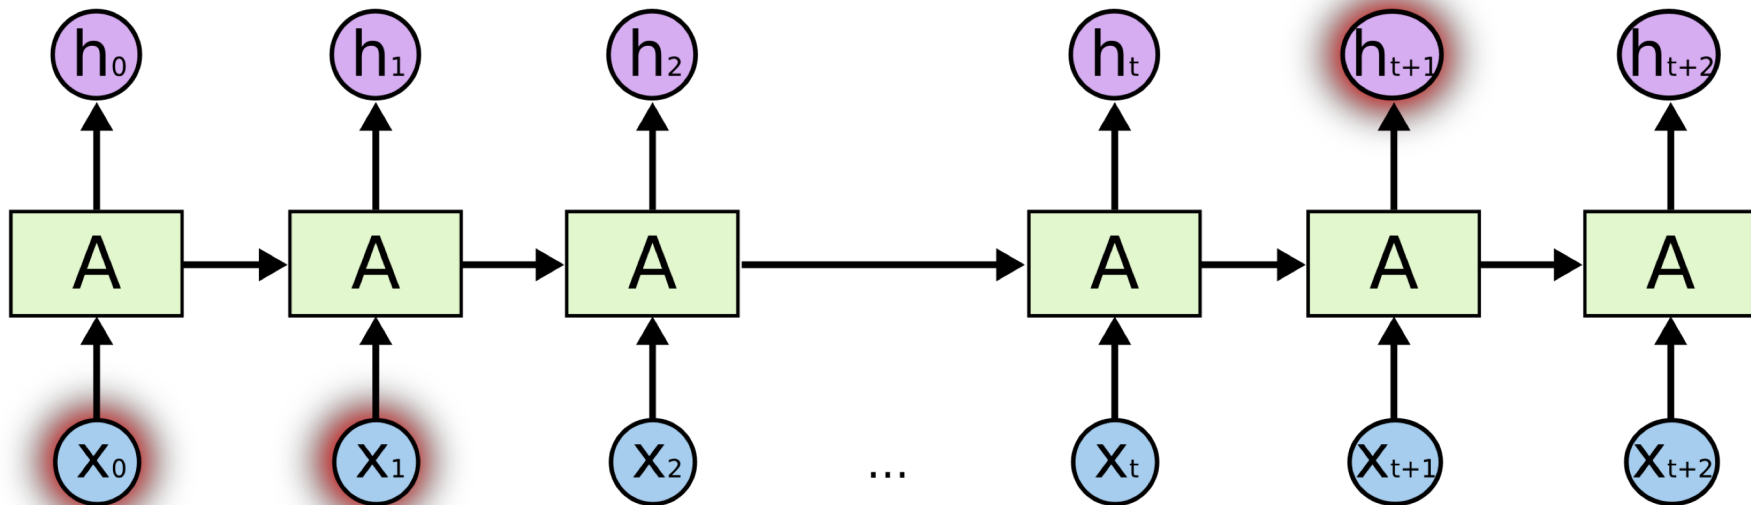 h0 h1 h2 ht ht+1 ht+2
A A A A A A
x0 x1 x2 ... xt xt+1 xt+2